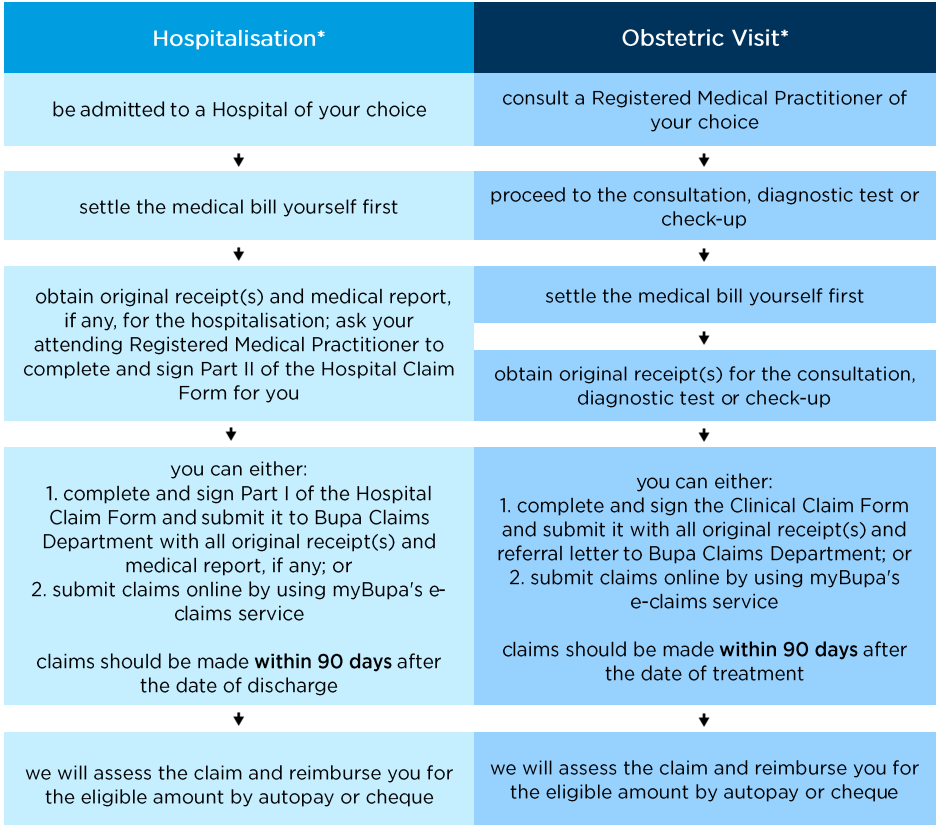 Hospitalisation*
be admitted to a Hospital of your choice
settle the medical bill yourself first
obtain original receipt(s) and medical report,
if any, for the hospitalisation; ask your
attending Registered Medical Practitioner to
complete and sign Part II of the Hospital Claim
Form for you
you can either:
1. complete and sign Part I of the Hospital
Claim Form and submit it to Bupa Claims
Department with all original receipt(s) and
medical report, if any; or
2. submit claims online by using myBupa's e-
claims service
claims should be made within 90 days after
the date of discharge
we will assess the claim and reimburse you for
the eligible amount by autopay or cheque
Obstetric Visit*
consult a Registered Medical Practitioner of
your choice
proceed to the consultation, diagnostic test or
check-up
settle the medical bill yourself first
obtain original receipt(s) for the consultation,
diagnostic test or check-up
you can either:
1. complete and sign the Clinical Claim Form
and submit it with all original receipt(s) and
referral letter to Bupa Claims Department; or
2. submit claims online by using myBupa's
e-claims service
claims should be made within 90 days after
the date of treatment
we will assess the claim and reimburse you for
the eligible amount by autopay or cheque